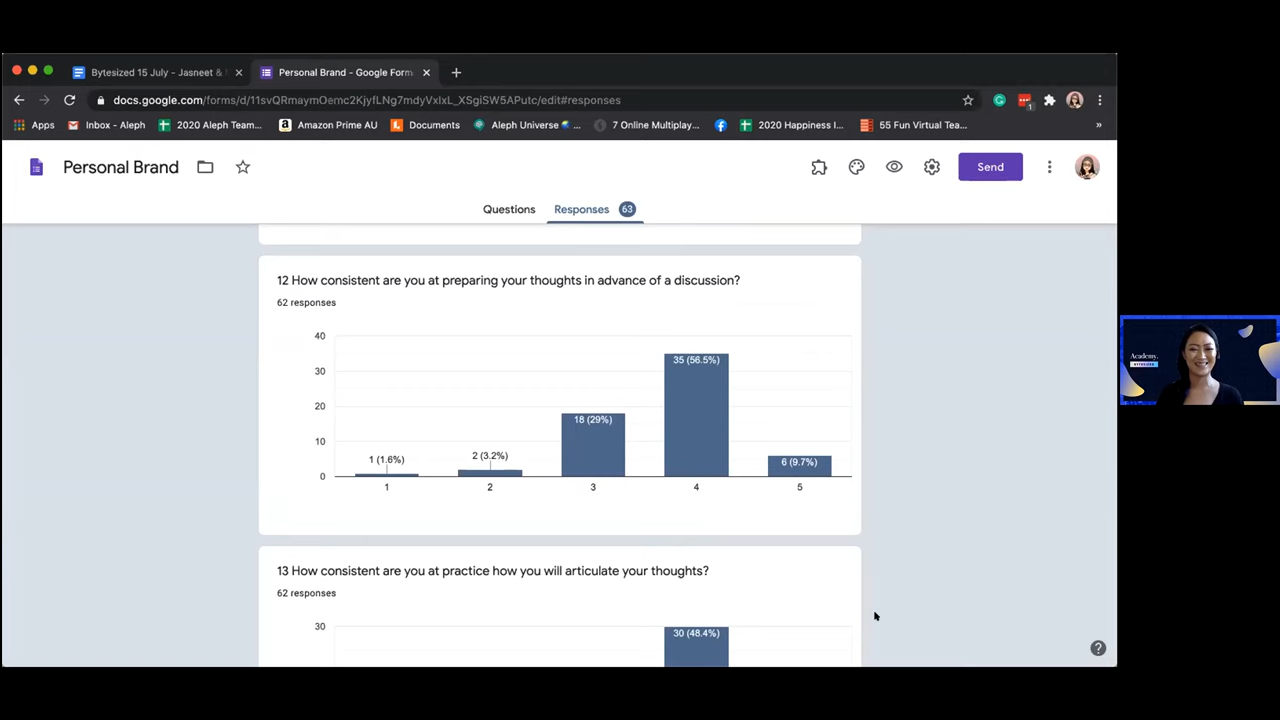 Bytesized 15 July - Jasneet &
Personal Brand - Google Form
docs.google.com/forms/d/
/edit#responses
1
Apps
Inbox - Aleph
2020 Aleph Team...
Amazon Prime AU
Documents
Aleph Universe
...
7 Online Multiplay...
2020 Happiness I...
55 Fun Virtual Tea...
»
Personal Brand
Send
Questions
Responses 63
12 How consistent are you at preparing your thoughts in advance of a discussion?
62 responses
40
30
20
10
0
1 (1.6%)
2 (3.2%)
18 (29%)
35 (56.5%)
6 (9.7%)
1
2
3
4
5
Academy.
BYTESIZED
13 How consistent are you at practice how you will articulate your thoughts?
62 responses
30
30 (48.4%)
?